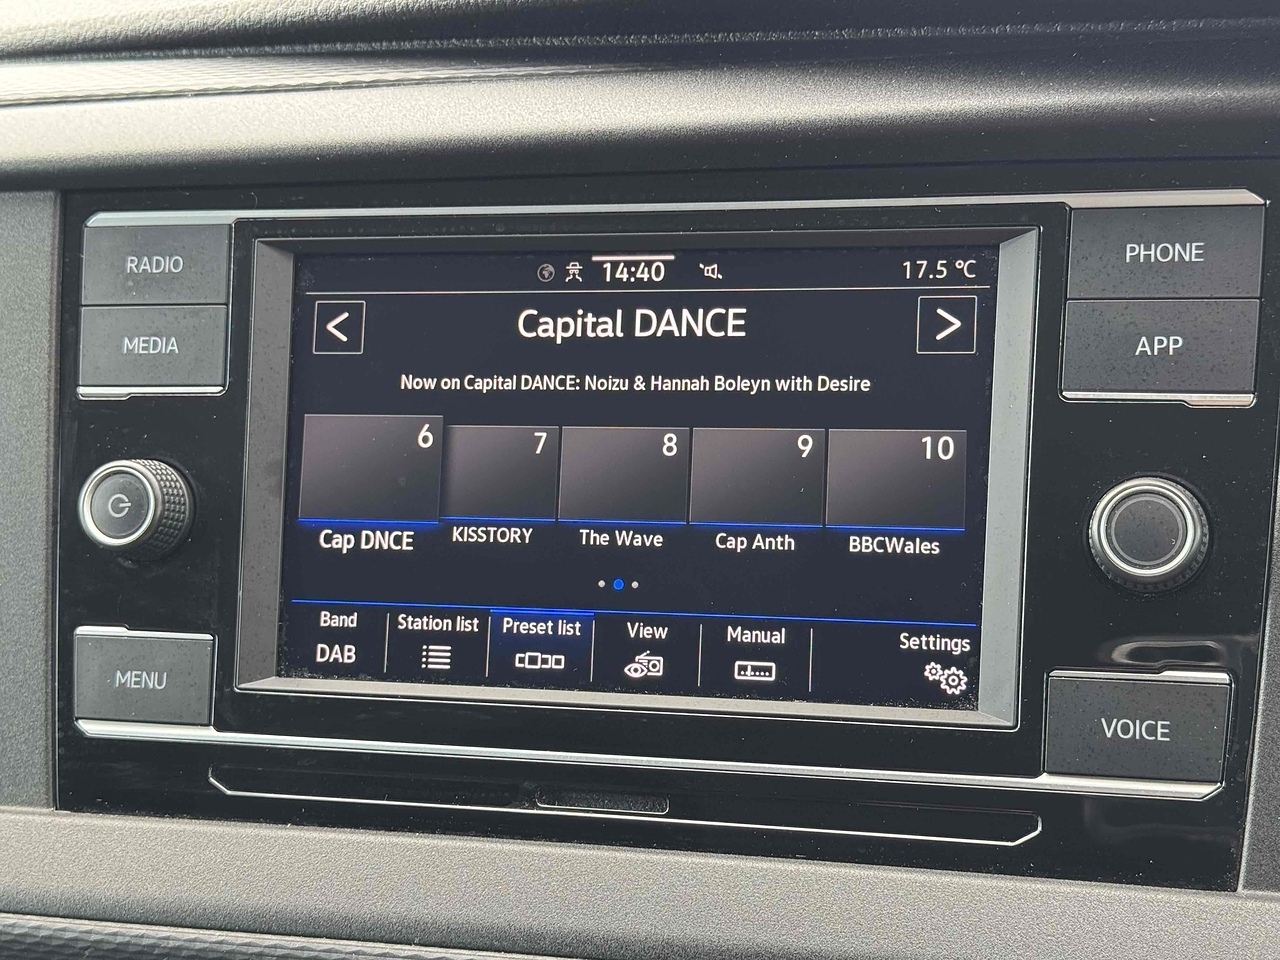 RADIO
MEDIA
MENU
14:40
17.5 °C
<
Capital DANCE
>
Now on Capital DANCE: Noizu & Hannah Boleyn with Desire
6
7
8
9
10
Cap DNCE
KISSTORY
The Wave
Cap Anth
BBCWales
Band
DAB
Station list
Preset list
View
Manual
Settings
PHONE
APP
VOICE